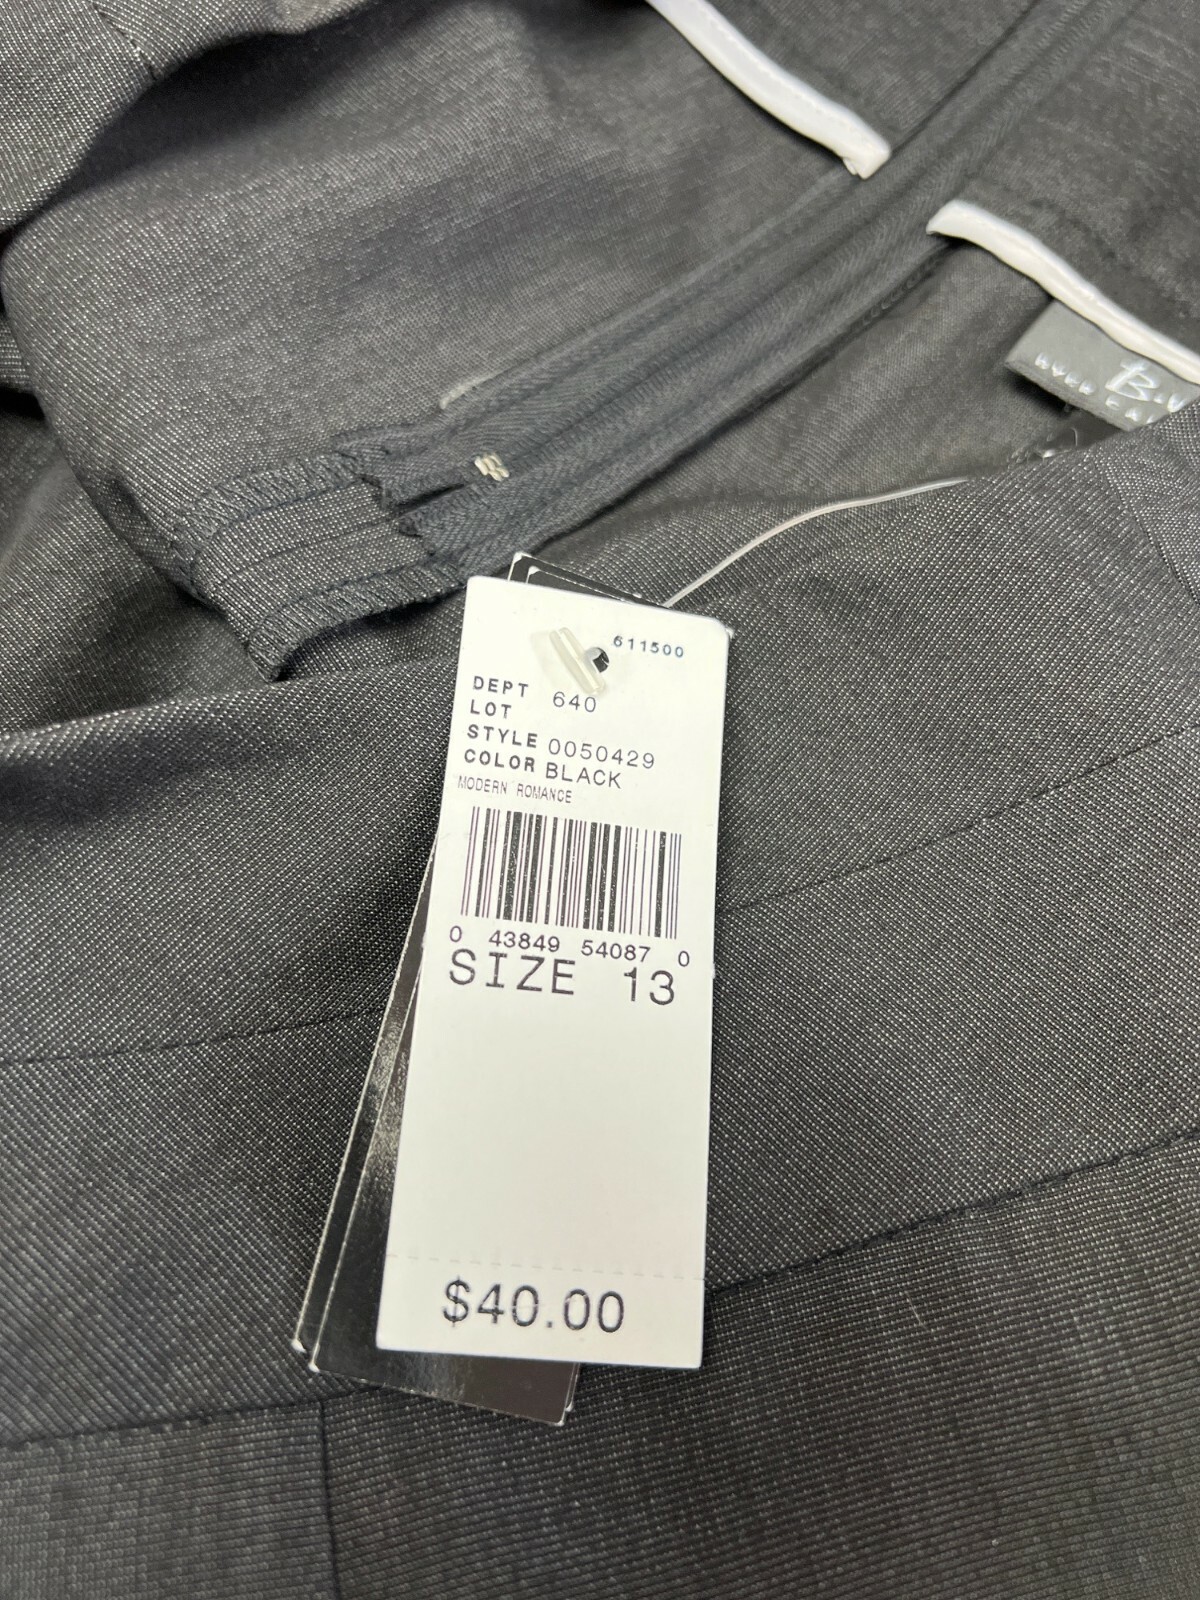 611500
DEPT 640
LOT
STYLE 0050429
COLOR BLACK
MODERN ROMANCE
0 43849 54087 0
SIZE 13
$40.00